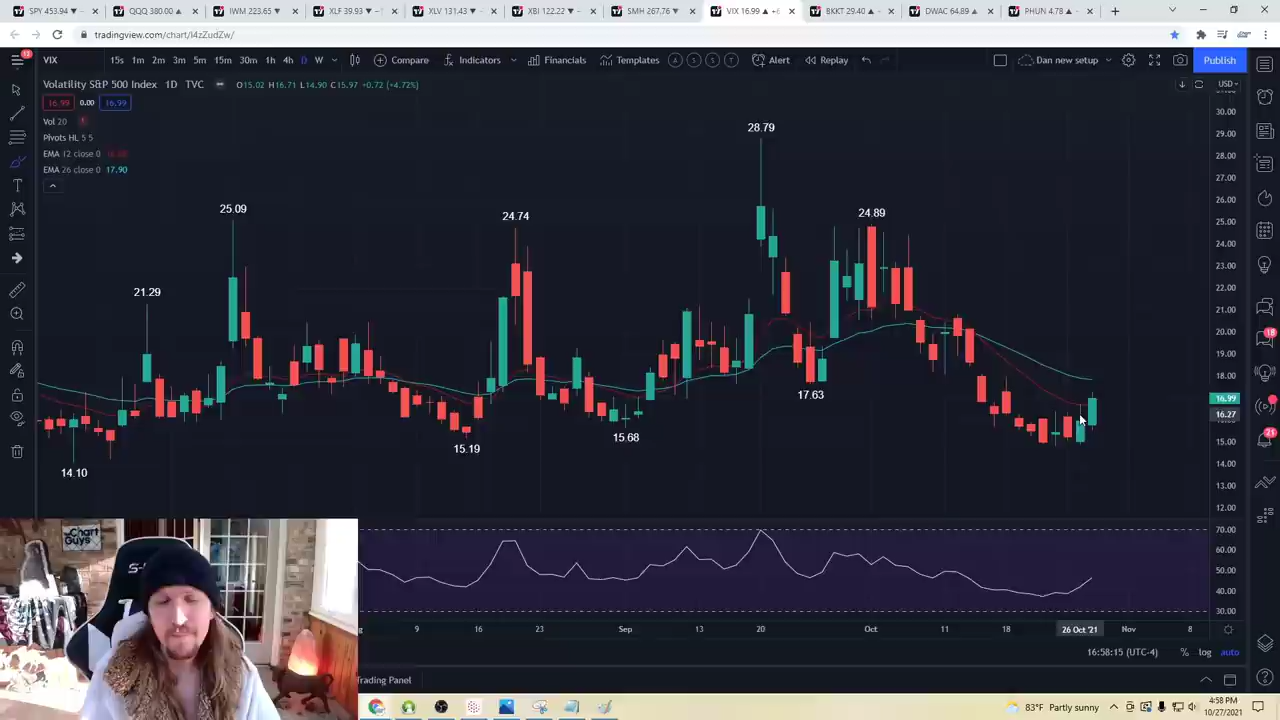 SPY 453.94 ▼ −
QQQ 380.00 ▲
IWM 223.65 ▼
XLF 39.93 ▼ −
XLV 131.43 ▼
XBI 122.22 ▼ −
SMH 267.76 ▼
VIX 16.99 ▲ +
BKKT 29.40 ▲
DWAC 64.89 ▲
PHUN 4.78 ▲
tradingview.com/chart/I4zZudZw/
VIX 15s 1m 2m 3m 5m 15m 30m 1h 4h D W Compare Indicators Financials Templates A S S T Alert Replay Dan new setup Publish
12
Volatility S&P 500 Index 1D TVC O15.02 H16.71 L14.90 C15.97 +0.72 (+4.72%) USD
16.99 0.00 16.99
Vol 20
Pivots HL 5 5
EMA 12 close 0
EMA 26 close 0 17.90
28.79
25.09
24.74
24.89
21.29
17.63
15.68
15.19
14.10
30.00
29.00
28.00
27.00
26.00
25.00
24.00
23.00
22.00
21.00
20.00
19.00
18.00
16.99
16.27
15.00
14.00
13.00
12.00
70.00
60.00
50.00
40.00
30.00
18
21
Chart
Guys
9 16 23 Sep 13 20 Oct 11 18 26 Oct '21 Nov 8
16:58:15 (UTC-4) % log auto
Trading Panel
83°F Partly sunny
4:58 PM
10/27/2021